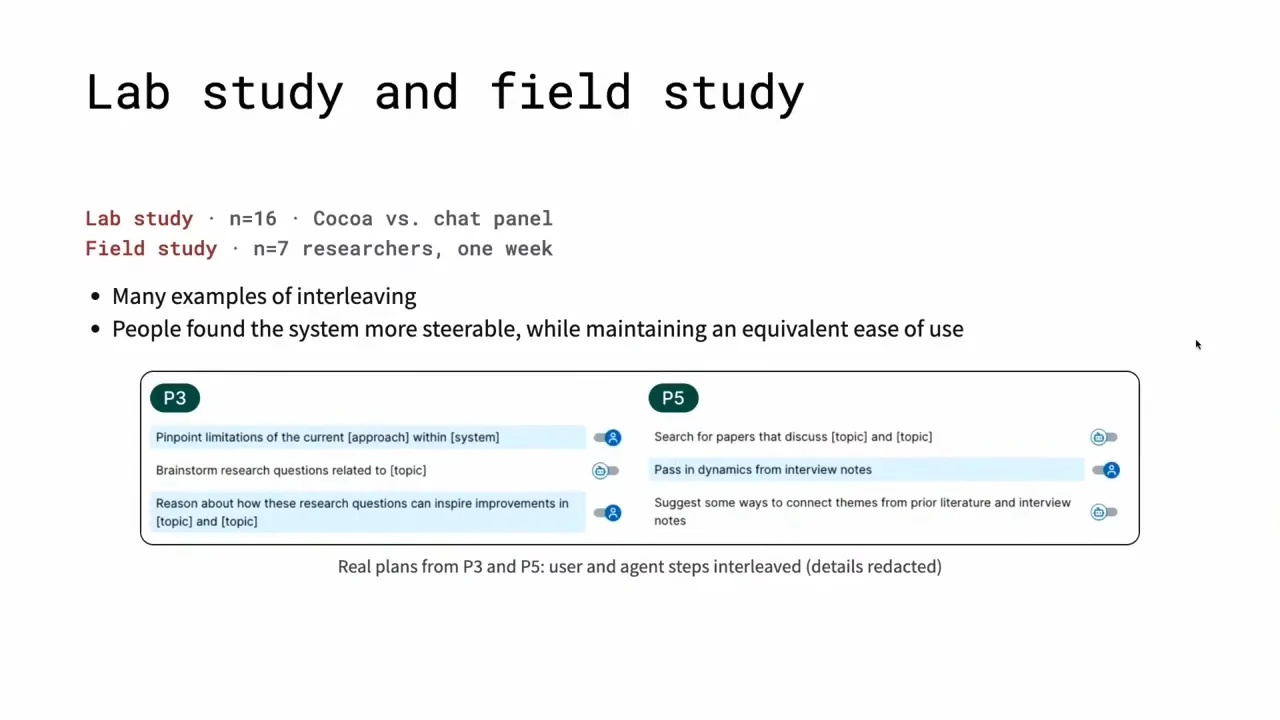 Lab study and field study
Lab study · n=16 · Cocoa vs. chat panel
Field study · n=7 researchers, one week
• Many examples of interleaving
• People found the system more steerable, while maintaining an equivalent ease of use
P3
Pinpoint limitations of the current [approach] within [system]
Brainstorm research questions related to [topic]
Reason about how these research questions can inspire improvements in
[topic] and [topic]
P5
Search for papers that discuss [topic] and [topic]
Pass in dynamics from interview notes
Suggest some ways to connect themes from prior literature and interview
notes
Real plans from P3 and P5: user and agent steps interleaved (details redacted)